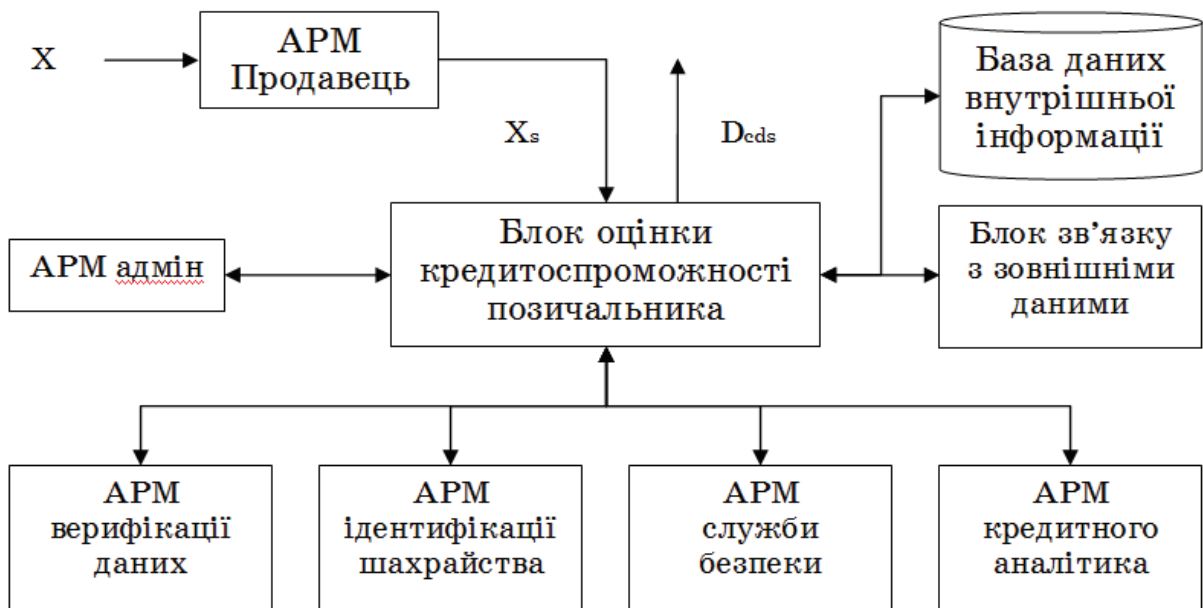 X
АРМ
Продавець
Xs
Dcds
База даних
внутрішньої
інформації
АРМ адмін
Блок оцінки
кредитоспроможності
позичальника
Блок зв’язку
з зовнішніми
даними
АРМ
верифікації
даних
АРМ
ідентифікації
шахрайства
АРМ
служби
безпеки
АРМ
кредитного
аналітика